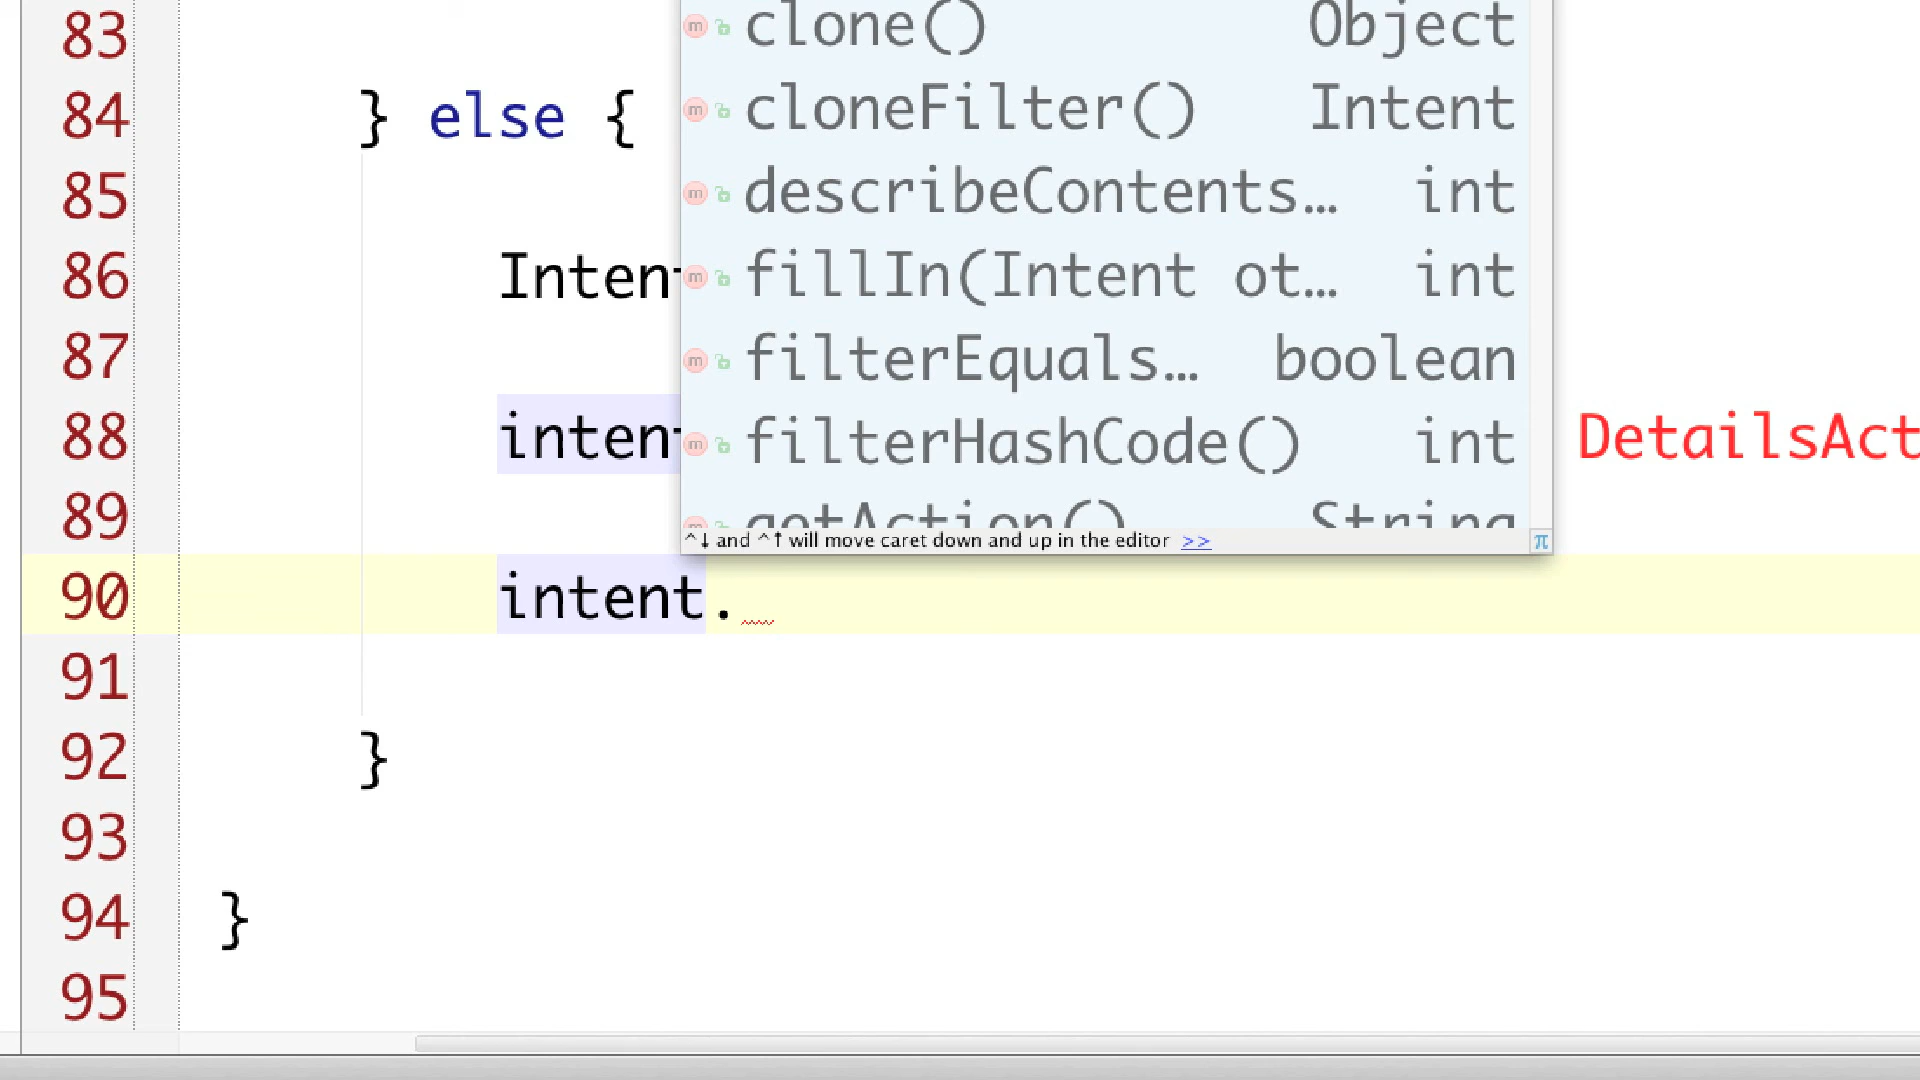 83
clone() Object
84 } else {
cloneFilter() Intent
85
describeContents… int
86 Inten
fillIn(Intent ot… int
87
filterEquals… boolean
88 inten DetailsAct
filterHashCode() int
89
getAction() String
^↓ and ^↑ will move caret down and up in the editor >> π
90 intent.
91
92 }
93
94 }
95